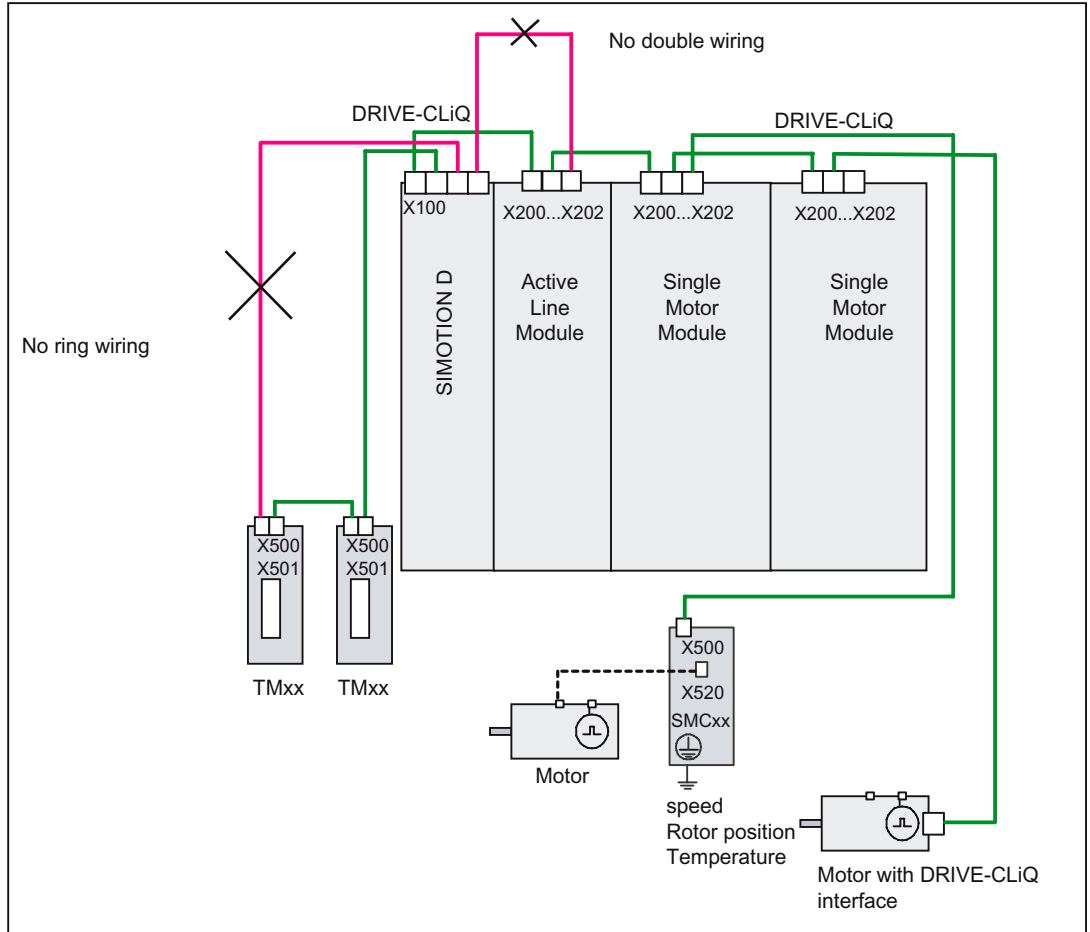 No double wiring
DRIVE-CLiQ
DRIVE-CLiQ
X100
X200...X202
X200...X202
X200...X202
SIMOTION D
Active
Line
Module
Single
Motor
Module
Single
Motor
Module
No ring wiring
X500
X501
X500
X501
TMxx
TMxx
X500
X520
SMCxx
Motor
speed
Rotor position
Temperature
Motor with DRIVE-CLiQ
interface